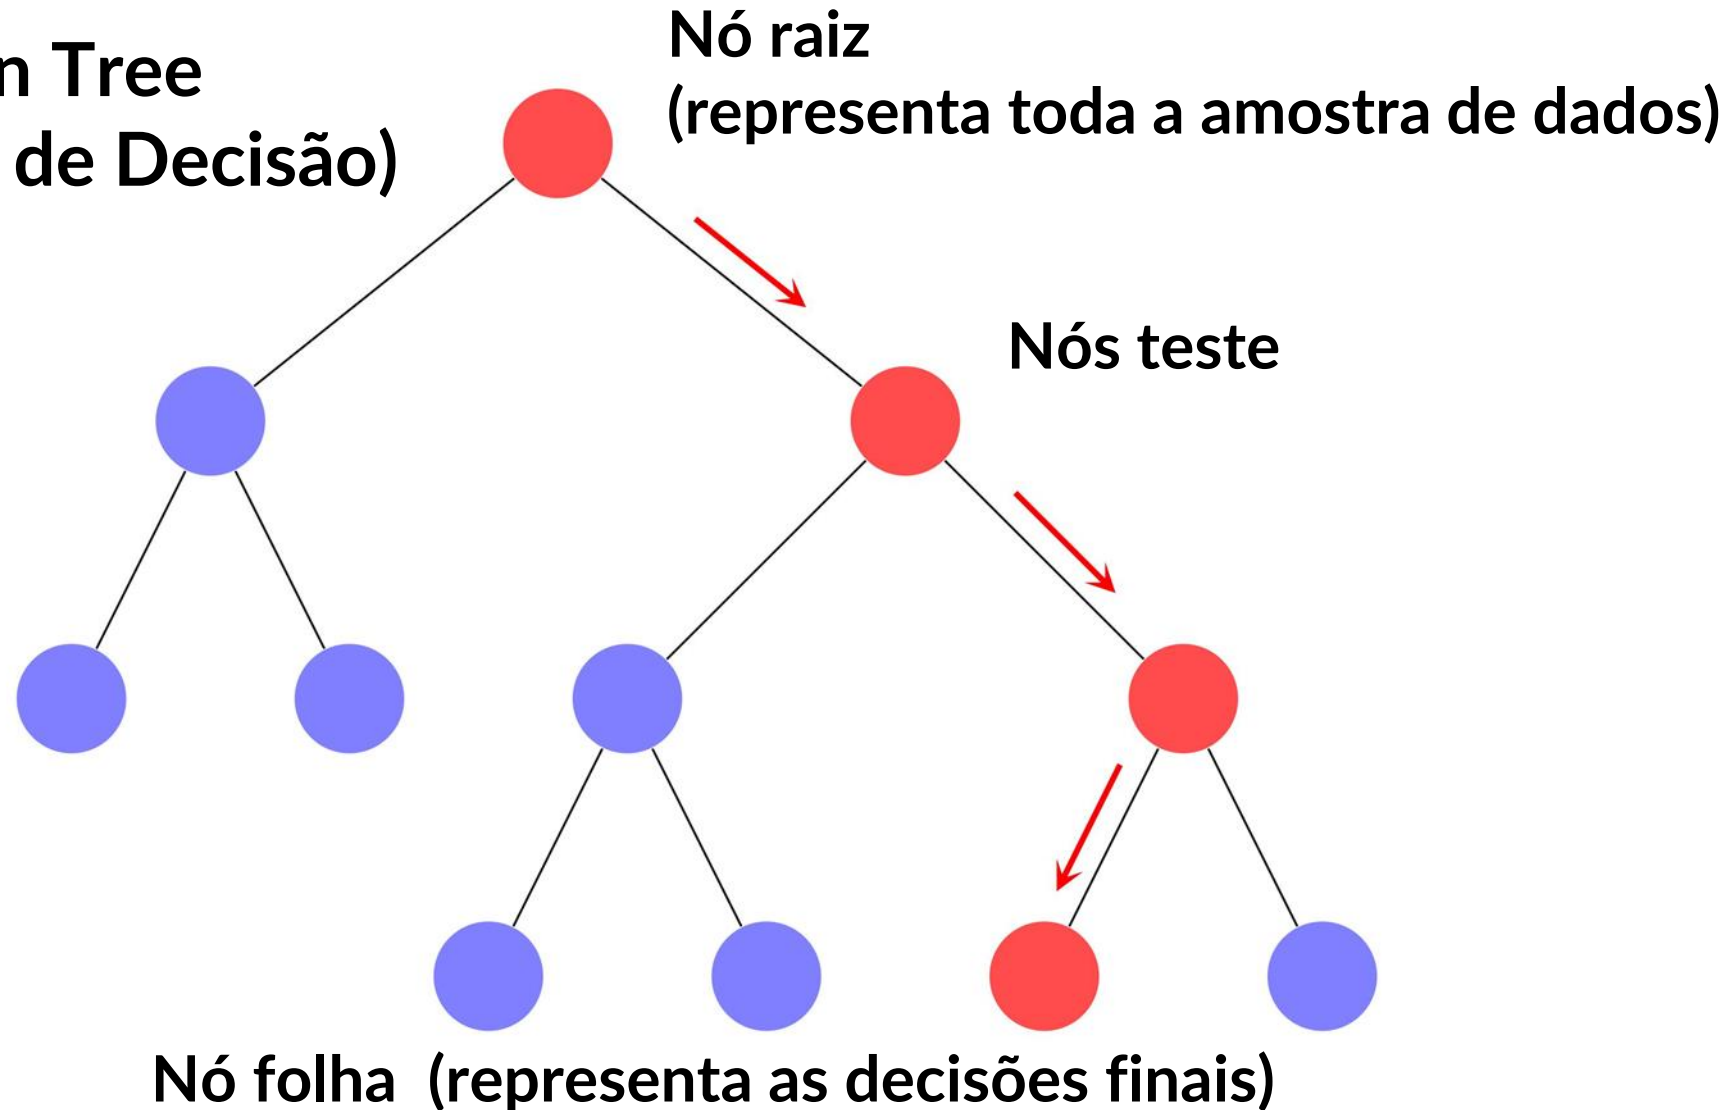 n Tree
de Decisão)
Nó raiz
(representa toda a amostra de dados)
Nós teste
Nó folha (representa as decisões finais)